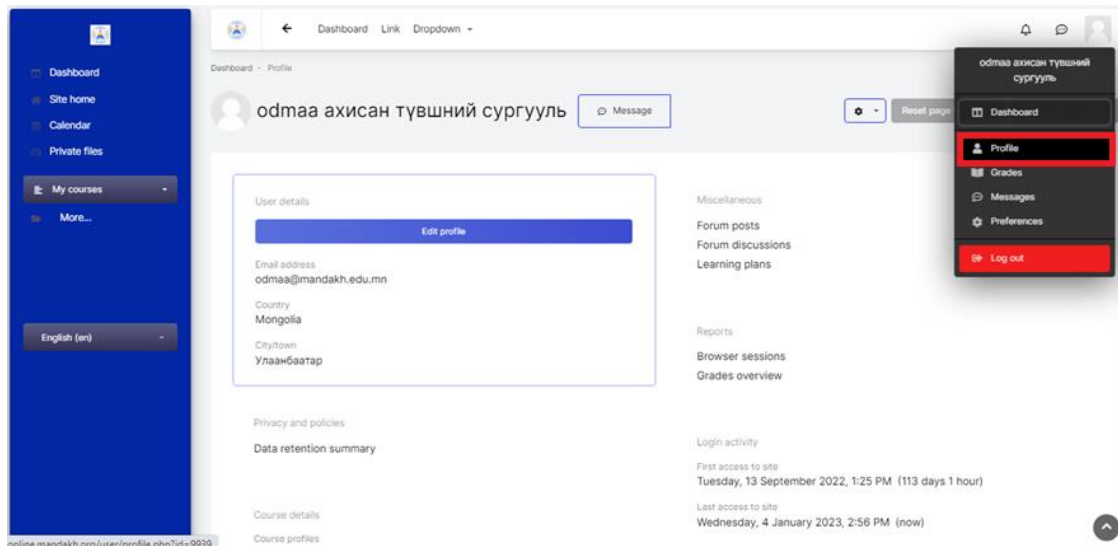 Dashboard
Site home
Calendar
Private files
My courses
More...
English (en)
Dashboard Link Dropdown
Dashboard - Profile
odmaa ахисан түвшний сургууль
Message
Reset page
User details
Edit profile
Email address
odmaa@mandakh.edu.mn
Country
Mongolia
City/town
Улаанбаатар
Privacy and policies
Data retention summary
Course details
Course profiles
Miscellaneous
Forum posts
Forum discussions
Learning plans
Reports
Browser sessions
Grades overview
Login activity
First access to site
Tuesday, 13 September 2022, 1:25 PM (113 days 1 hour)
Last access to site
Wednesday, 4 January 2023, 2:56 PM (now)
odmaa ахисан түвшний
сургууль
Dashboard
Profile
Grades
Messages
Preferences
Log out
online.mandakh.org/user/profile.php?id=9939